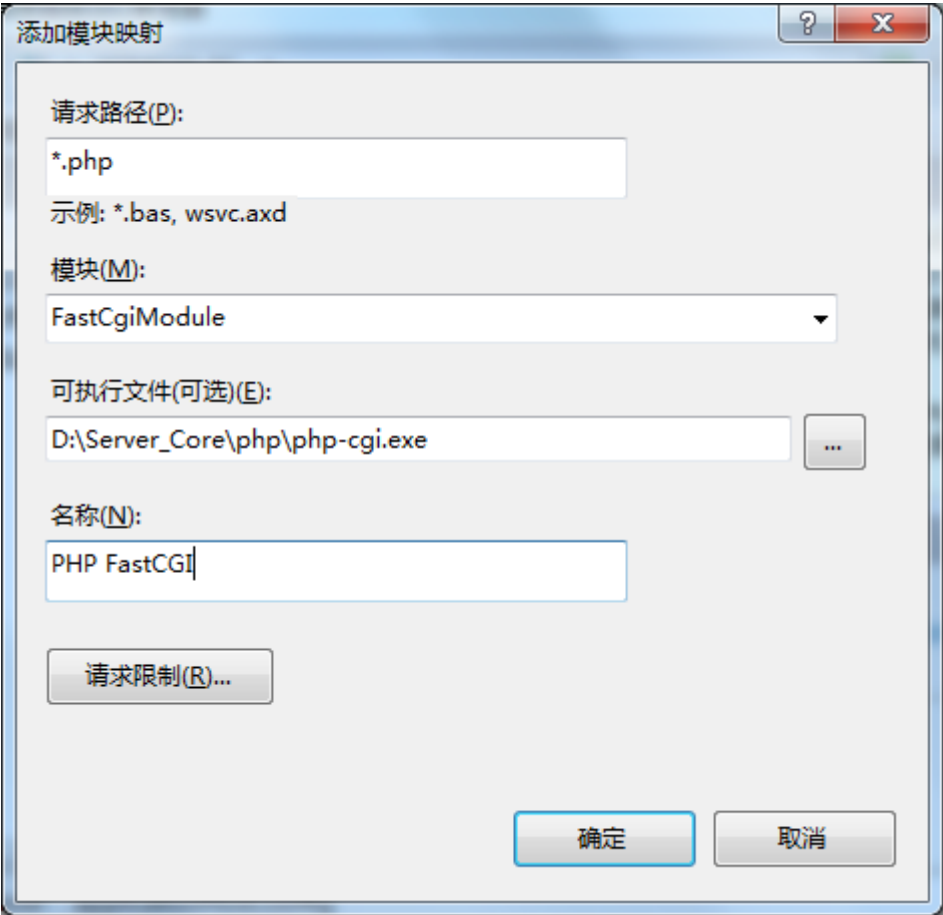 添加模块映射
请求路径(P):
*.php
示例: *.bas, wsvc.axd
模块(M):
FastCgiModule
可执行文件(可选)(E):
D:\Server_Core\php\php-cgi.exe
...
名称(N):
PHP FastCGI
请求限制(R)...
确定 取消